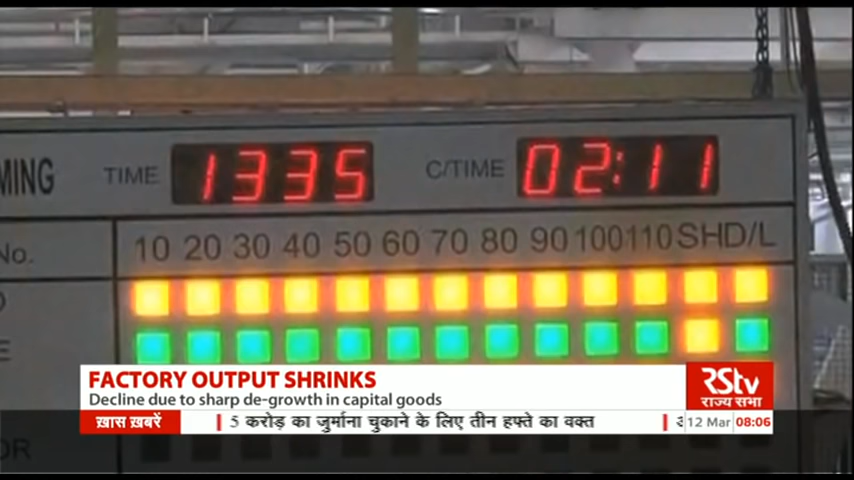 MING TIME 1335 C/TIME 02:11
No. 10 20 30 40 50 60 70 80 90 100 110 SHD/L
FACTORY OUTPUT SHRINKS
Decline due to sharp de-growth in capital goods
RStv
राज्य सभा
ख़ास ख़बरें 5 करोड़ का जुर्माना चुकाने के लिए तीन हफ्ते का वक्त 12 Mar 08:06
OR